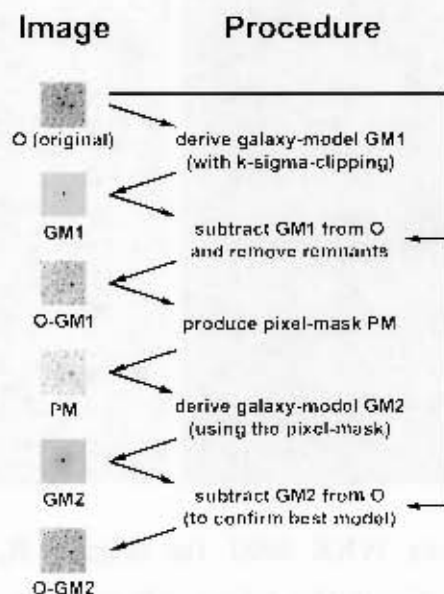 Image Procedure
O (original)
derive galaxy-model GM1
(with k-sigma-clipping)
GM1
subtract GM1 from O
and remove remnants
O-GM1
produce pixel-mask PM
PM
derive galaxy-model GM2
(using the pixel-mask)
GM2
subtract GM2 from O
(to confirm best model)
O-GM2